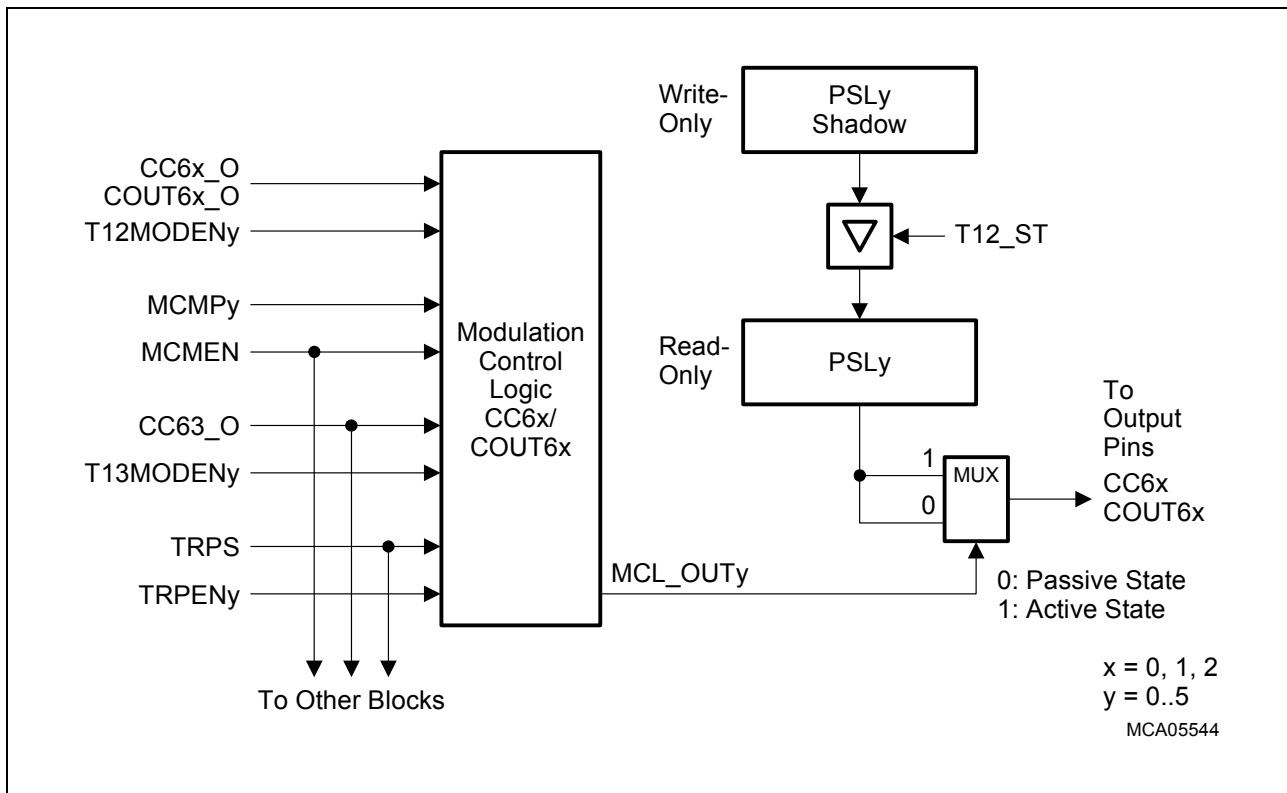 Write-
Only
PSLy
Shadow
CC6x_O
COUT6x_O
T12MODENy
T12_ST
MCMPy
MCMEN
CC63_O
T13MODENy
TRPS
TRPENy
Modulation
Control
Logic
CC6x/
COUT6x
Read-
Only
PSLy
To
Output
Pins
CC6x
COUT6x
1
0
MUX
MCL_OUTy
0: Passive State
1: Active State
To Other Blocks
x = 0, 1, 2
y = 0..5
MCA05544